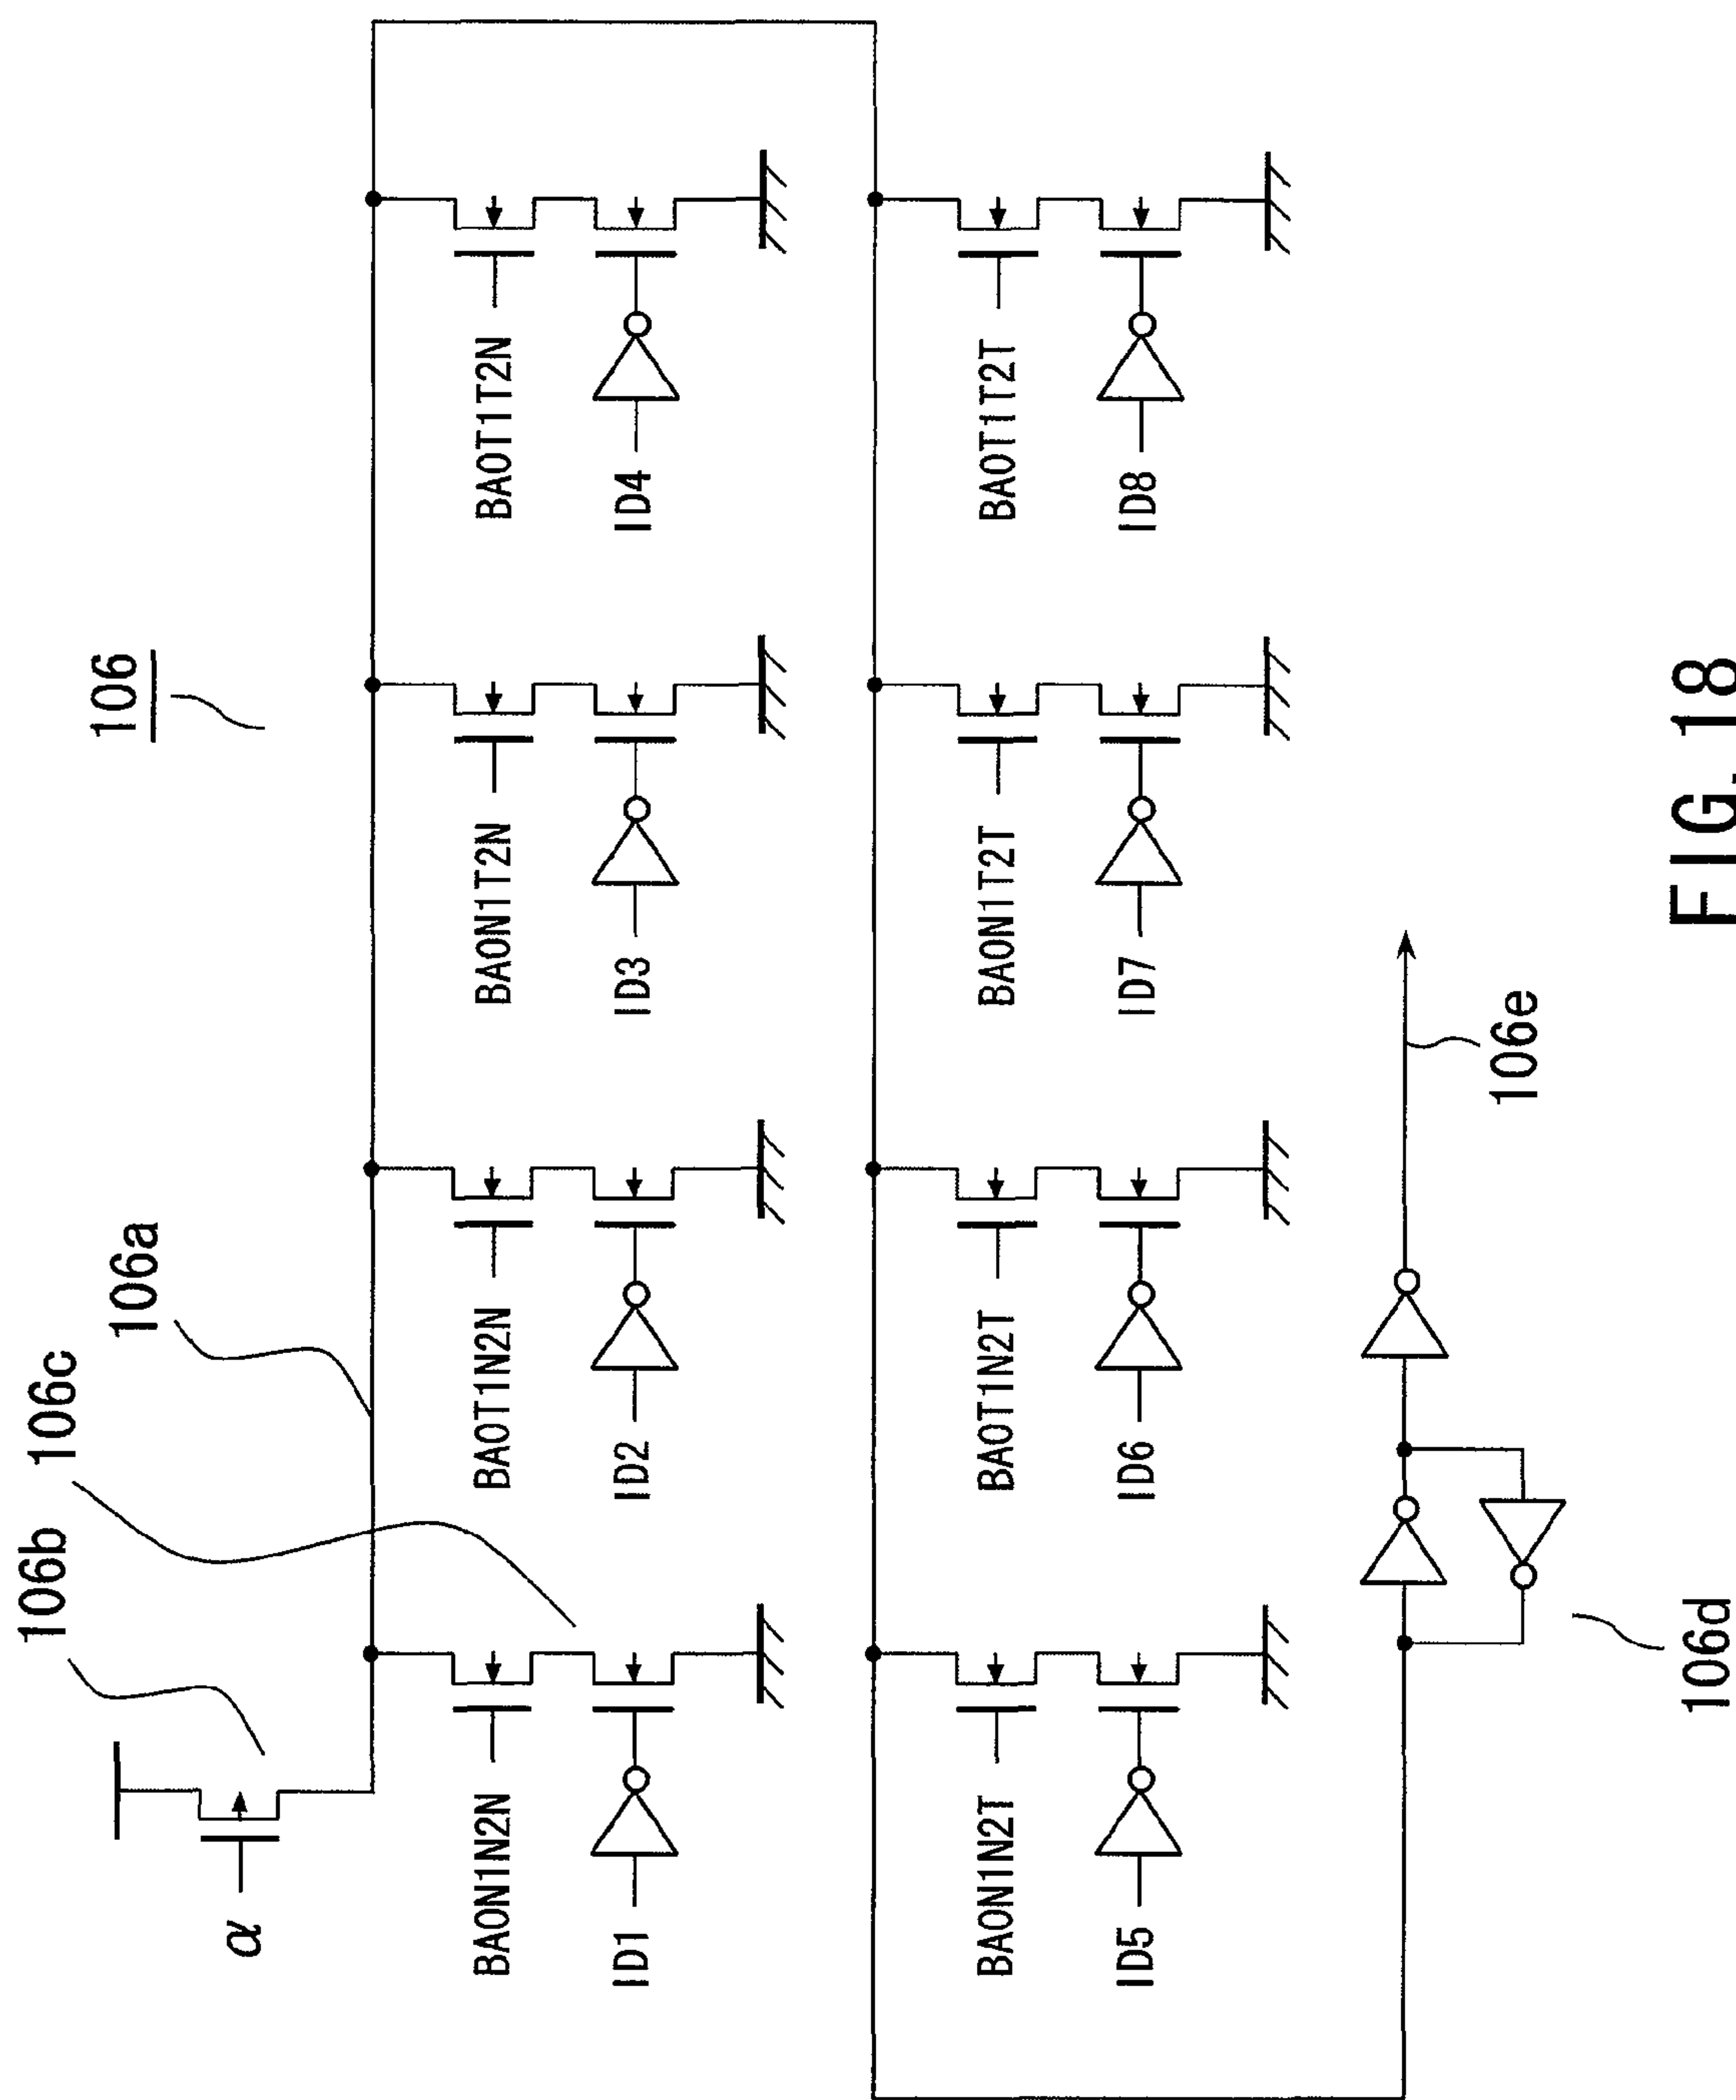 106
106a
106b
106c
α
BA0N1N2N
BA0T1N2N
BA0N1T2N
BA0T1T2N
ID1
ID2
ID3
ID4
BA0N1N2T
BA0T1N2T
BA0N1T2T
BA0T1T2T
ID5
ID6
ID7
ID8
106d
106e
FIG. 18